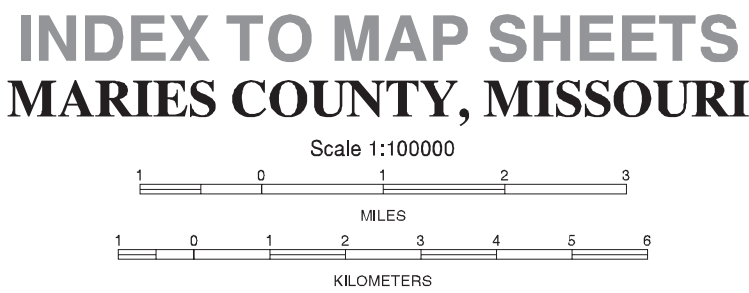 INDEX TO MAP SHEETS
MARIES COUNTY, MISSOURI
Scale 1:100000
1 0 1 2 3
MILES
1 0 1 2 3 4 5 6
KILOMETERS